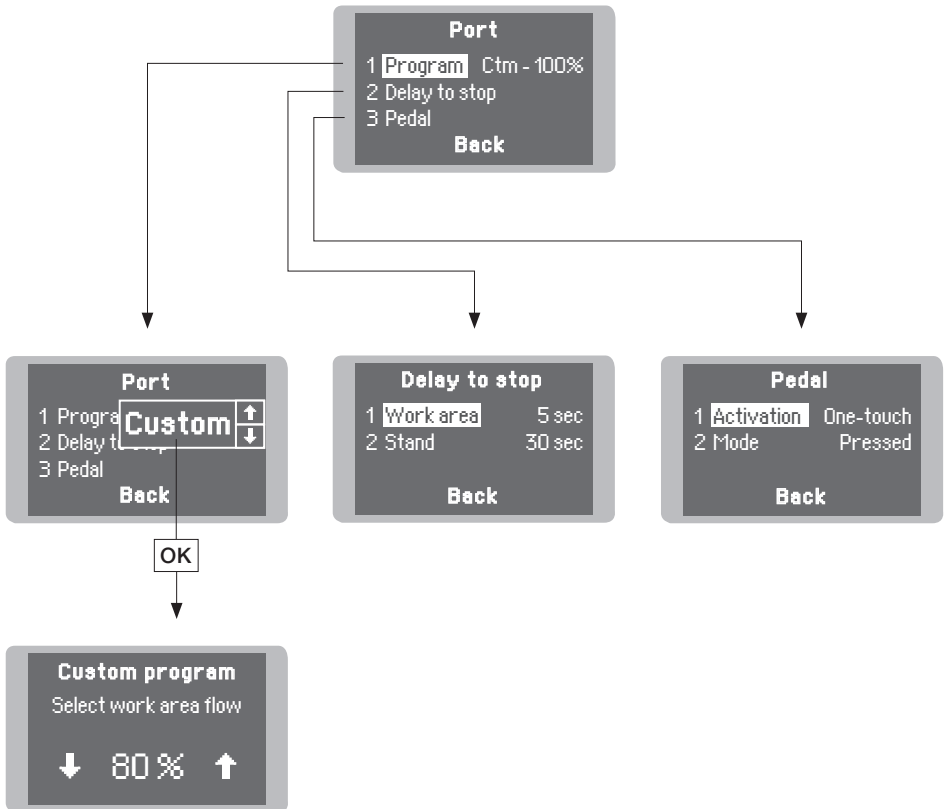 Port
1 Program Ctm - 100%
2 Delay to stop
3 Pedal
Back
Port
1 Progra
Custom
2 Delay t
3 Pedal
Back
OK
Custom program
Select work area flow
80 %
Delay to stop
1 Work area 5 sec
2 Stand 30 sec
Back
Pedal
1 Activation One-touch
2 Mode Pressed
Back